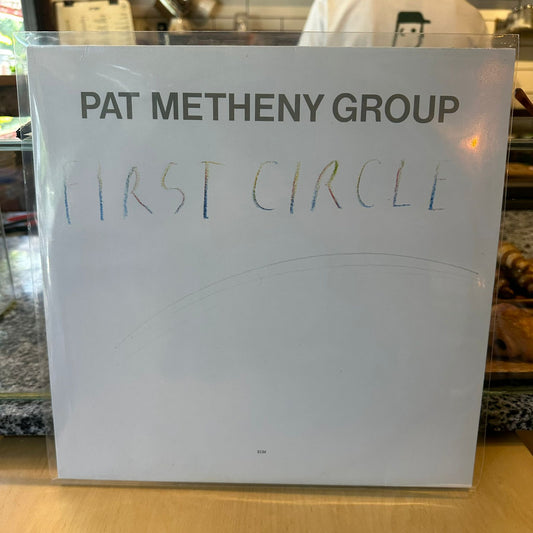 PAT METHENY GROUP
FIRST CIRCLE
ECM